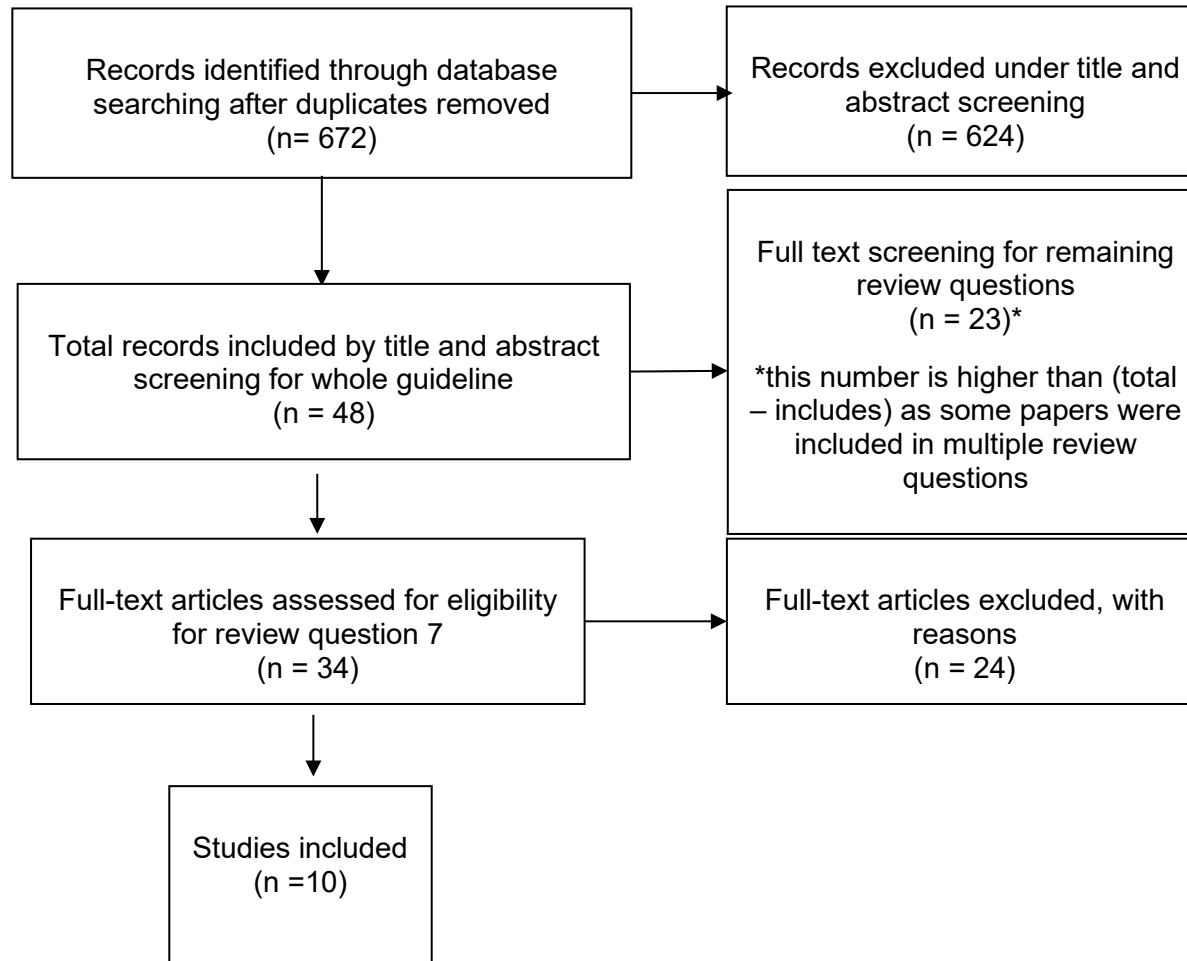 Records identified through database
searching after duplicates removed
(n= 672)
Records excluded under title and
abstract screening
(n = 624)
Total records included by title and abstract
screening for whole guideline
(n = 48)
Full text screening for remaining
review questions
(n = 23)*
*this number is higher than (total
– includes) as some papers were
included in multiple review
questions
Full-text articles assessed for eligibility
for review question 7
(n = 34)
Full-text articles excluded, with
reasons
(n = 24)
Studies included
(n =10)